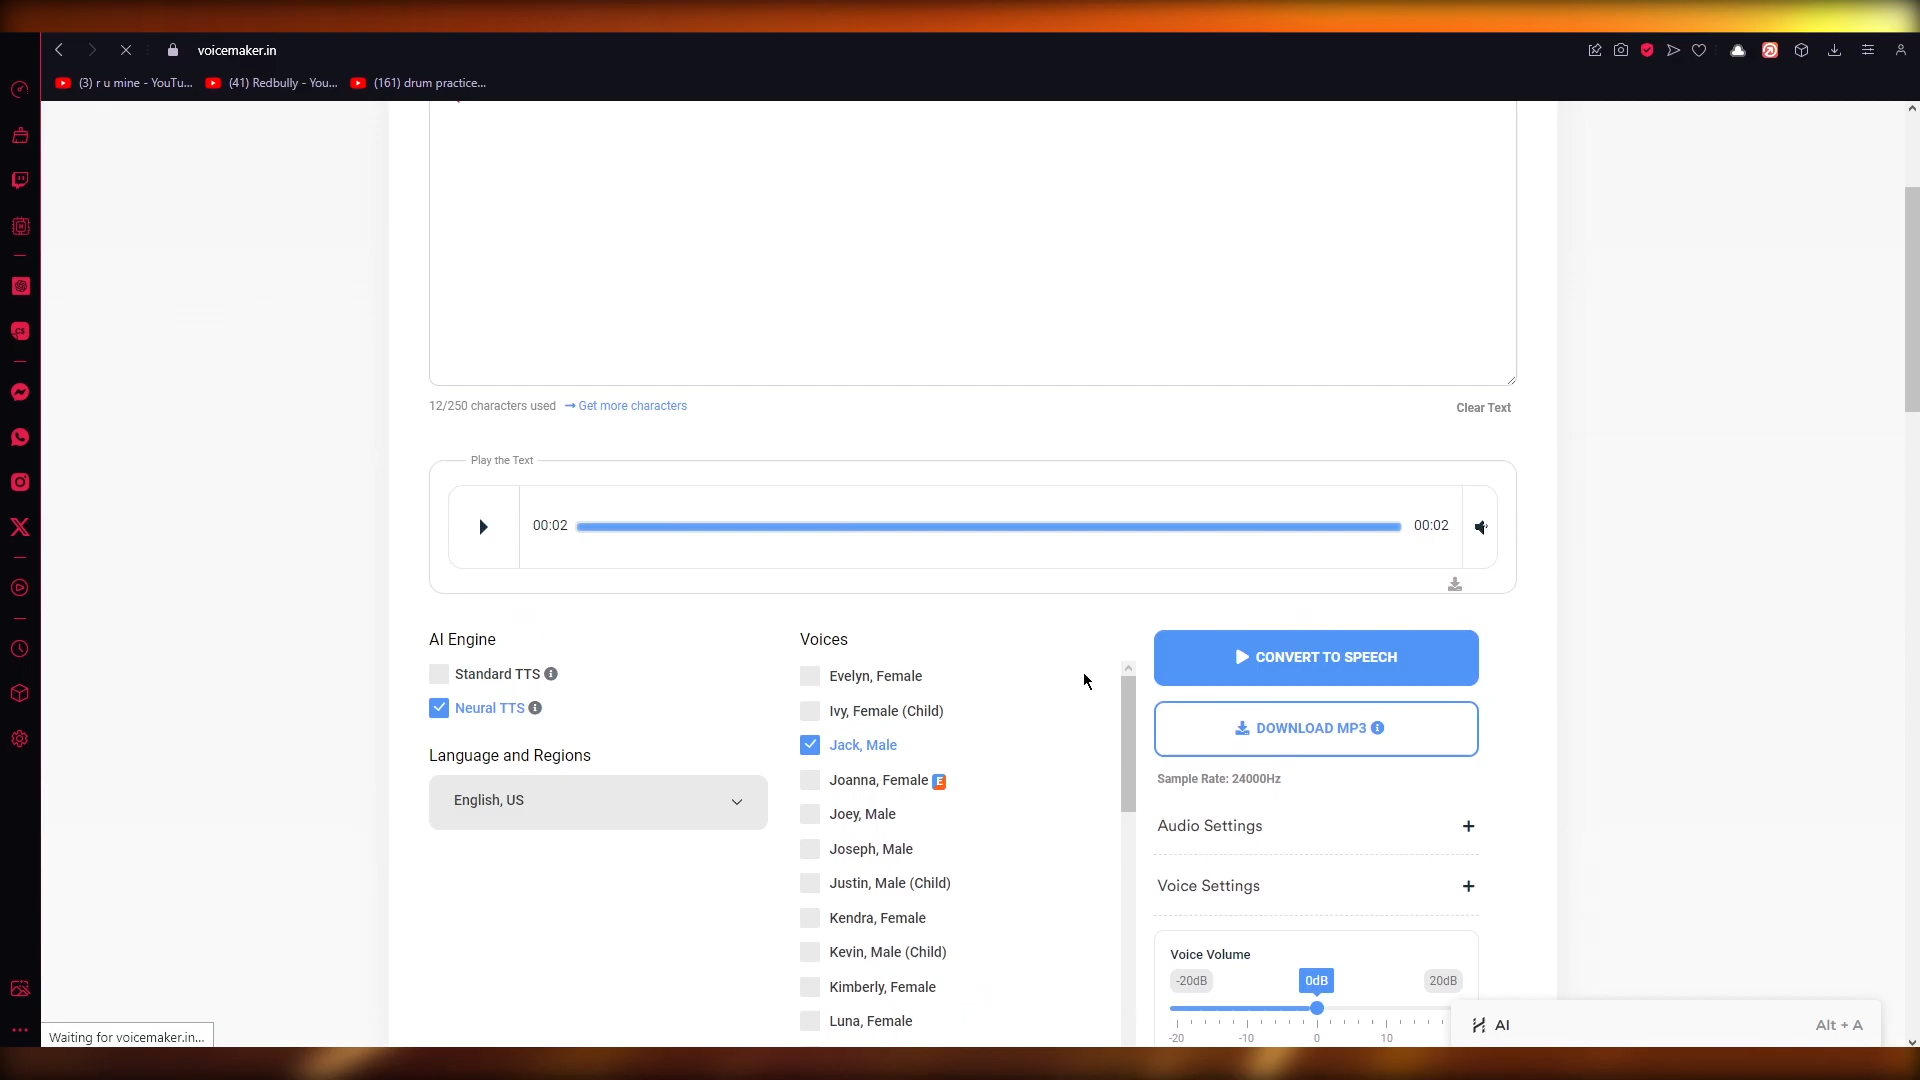 voicemaker.in
(3) r u mine - YouTu...
(41) Redbully - You...
(161) drum practice...
12/250 characters used
Get more characters
Clear Text
Play the Text
00:02
00:02
AI Engine
Standard TTS
Neural TTS
Language and Regions
English, US
Voices
Evelyn, Female
Ivy, Female (Child)
Jack, Male
Joanna, Female E
Joey, Male
Joseph, Male
Justin, Male (Child)
Kendra, Female
Kevin, Male (Child)
Kimberly, Female
Luna, Female
CONVERT TO SPEECH
DOWNLOAD MP3
Sample Rate: 24000Hz
Audio Settings
Voice Settings
Voice Volume
-20dB 0dB 20dB
-20 -10 0 10
AI Alt + A
Waiting for voicemaker.in...